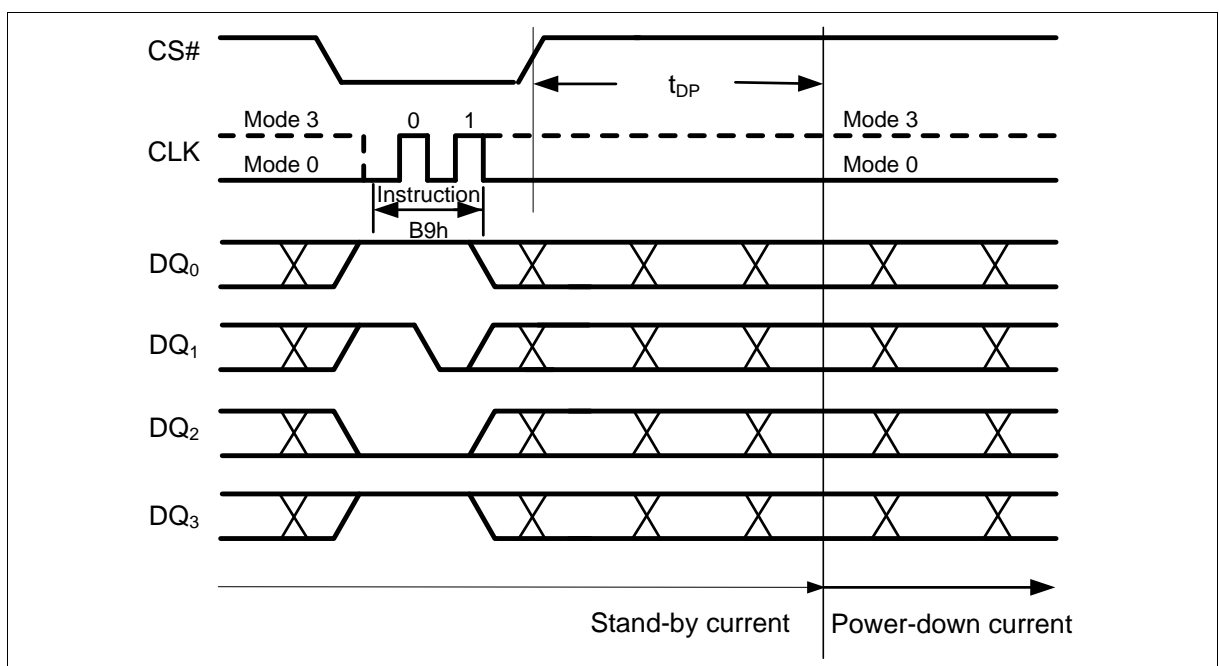 CS#
tDP
CLK
Mode 3 0 1 Mode 3
Mode 0 Mode 0
Instruction
B9h
DQ0
DQ1
DQ2
DQ3
Stand-by current Power-down current